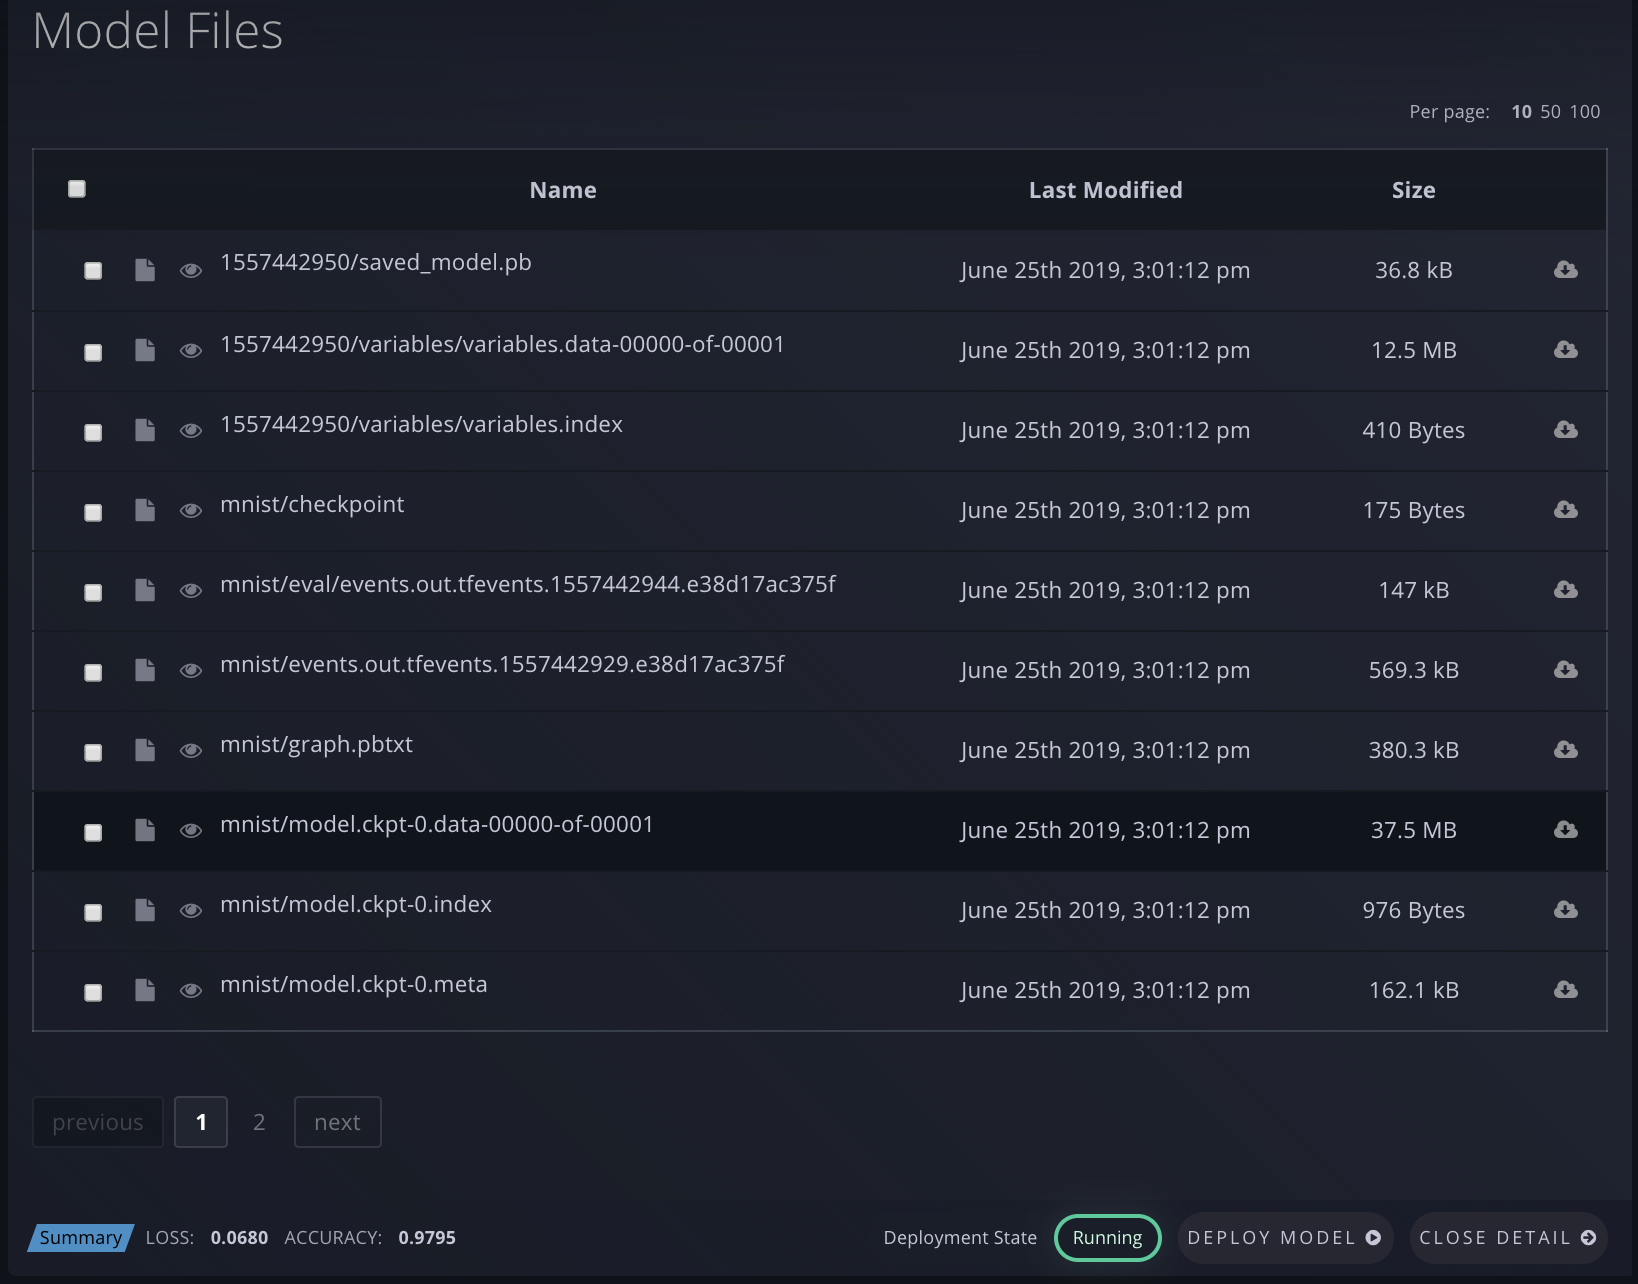 Model Files
Per page: 10 50 100
Name Last Modified Size
1557442950/saved_model.pb June 25th 2019, 3:01:12 pm 36.8 kB
1557442950/variables/variables.data-00000-of-00001 June 25th 2019, 3:01:12 pm 12.5 MB
1557442950/variables/variables.index June 25th 2019, 3:01:12 pm 410 Bytes
mnist/checkpoint June 25th 2019, 3:01:12 pm 175 Bytes
mnist/eval/events.out.tfevents.1557442944.e38d17ac375f June 25th 2019, 3:01:12 pm 147 kB
mnist/events.out.tfevents.1557442929.e38d17ac375f June 25th 2019, 3:01:12 pm 569.3 kB
mnist/graph.pbtxt June 25th 2019, 3:01:12 pm 380.3 kB
mnist/model.ckpt-0.data-00000-of-00001 June 25th 2019, 3:01:12 pm 37.5 MB
mnist/model.ckpt-0.index June 25th 2019, 3:01:12 pm 976 Bytes
mnist/model.ckpt-0.meta June 25th 2019, 3:01:12 pm 162.1 kB
previous 1 2 next
Summary LOSS: 0.0680 ACCURACY: 0.9795 Deployment State Running DEPLOY MODEL CLOSE DETAIL